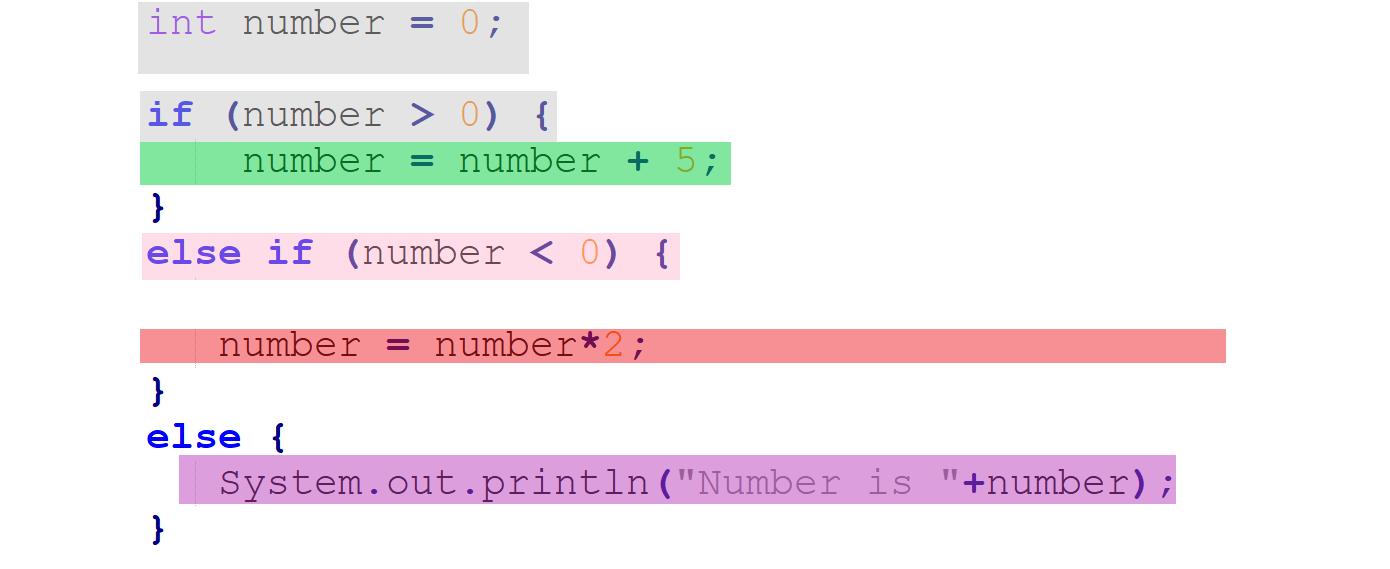 int number = 0;
if (number > 0) {
number = number + 5;
}
else if (number < 0) {
number = number*2;
}
else {
System.out.println("Number is "+number);
}